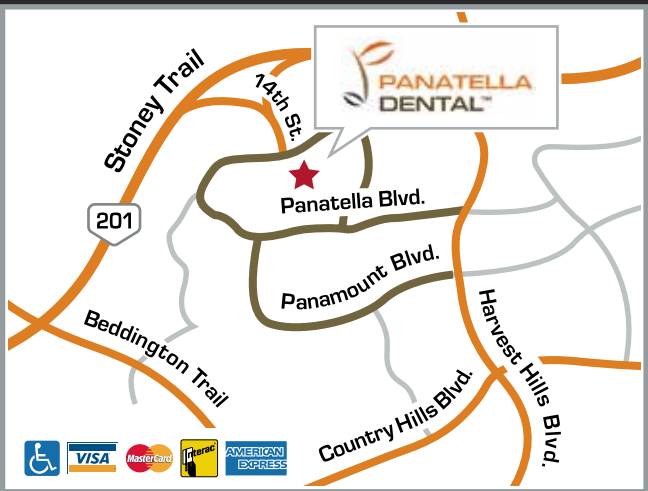 Stoney Trail
14th St.
PANATELLA
DENTAL™
201
Panatella Blvd.
Panamount Blvd.
Beddington Trail
Harvest Hills Blvd.
Country Hills Blvd.
VISA
MasterCard
Interac
AMERICAN
EXPRESS